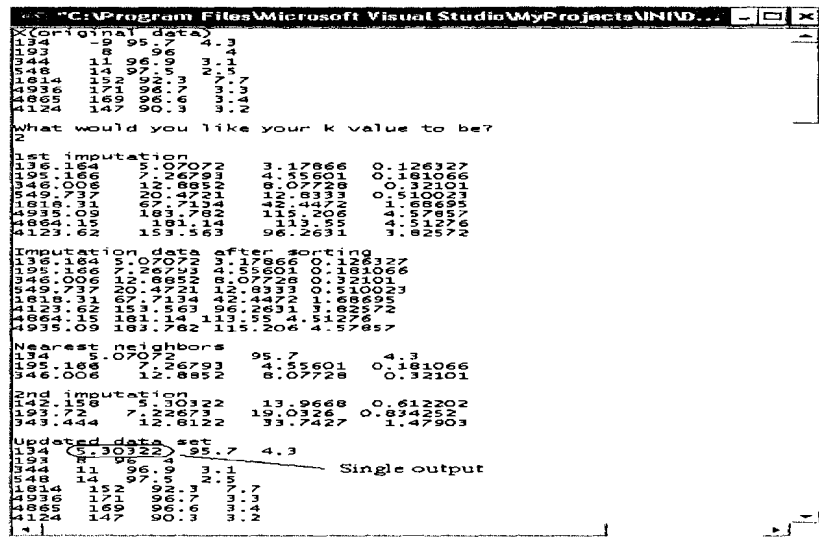 "C:\Program Files\Microsoft Visual Studio\MyProjects\INI\D...
X(original data)
134 -9 95.7 4.3
193 8 96 4
344 11 96.9 3.1
548 14 97.5 2.5
1814 152 92.3 7.7
4936 171 96.7 3.3
4865 169 96.6 3.4
4124 147 90.3 3.2
What would you like your k value to be?
2
1st imputation
136.164 5.07072 3.17866 0.126327
195.166 7.26793 4.55601 0.181066
346.006 12.8852 8.07728 0.32101
549.737 20.4721 12.8333 0.510023
1818.31 67.7134 42.4472 1.68695
4935.09 183.782 115.206 4.57857
4864.15 181.14 113.55 4.51276
4123.62 153.563 96.2631 3.82572
Imputation data after sorting
136.164 5.07072 3.17866 0.126327
195.166 7.26793 4.55601 0.181066
346.006 12.8852 8.07728 0.32101
549.737 20.4721 12.8333 0.510023
1818.31 67.7134 42.4472 1.68695
4123.62 153.563 96.2631 3.82572
4864.15 181.14 113.55 4.51276
4935.09 183.782 115.206 4.57857
Nearest neighbors
134 5.07072 95.7 4.3
195.166 7.26793 4.55601 0.181066
346.006 12.8852 8.07728 0.32101
2nd imputation
142.158 5.30322 13.9668 0.612202
193.72 7.22673 19.0326 0.834252
343.444 12.8122 33.7427 1.47903
Updated data set
134 5.30322 95.7 4.3
193 8 96 4
344 11 96.9 3.1
Single output
548 14 97.5 2.5
1814 152 92.3 7.7
4936 171 96.7 3.3
4865 169 96.6 3.4
4124 147 90.3 3.2